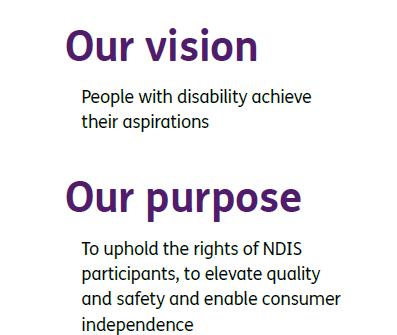 Our vision
People with disability achieve
their aspirations
Our purpose
To uphold the rights of NDIS
participants, to elevate quality
and safety and enable consumer
independence